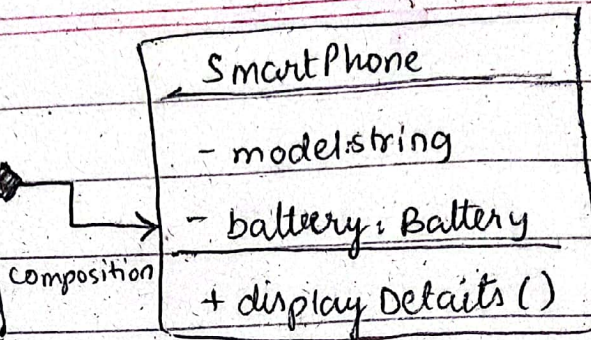 SmartPhone
- model:string
- battery: Battery
composition
+ display Details ()